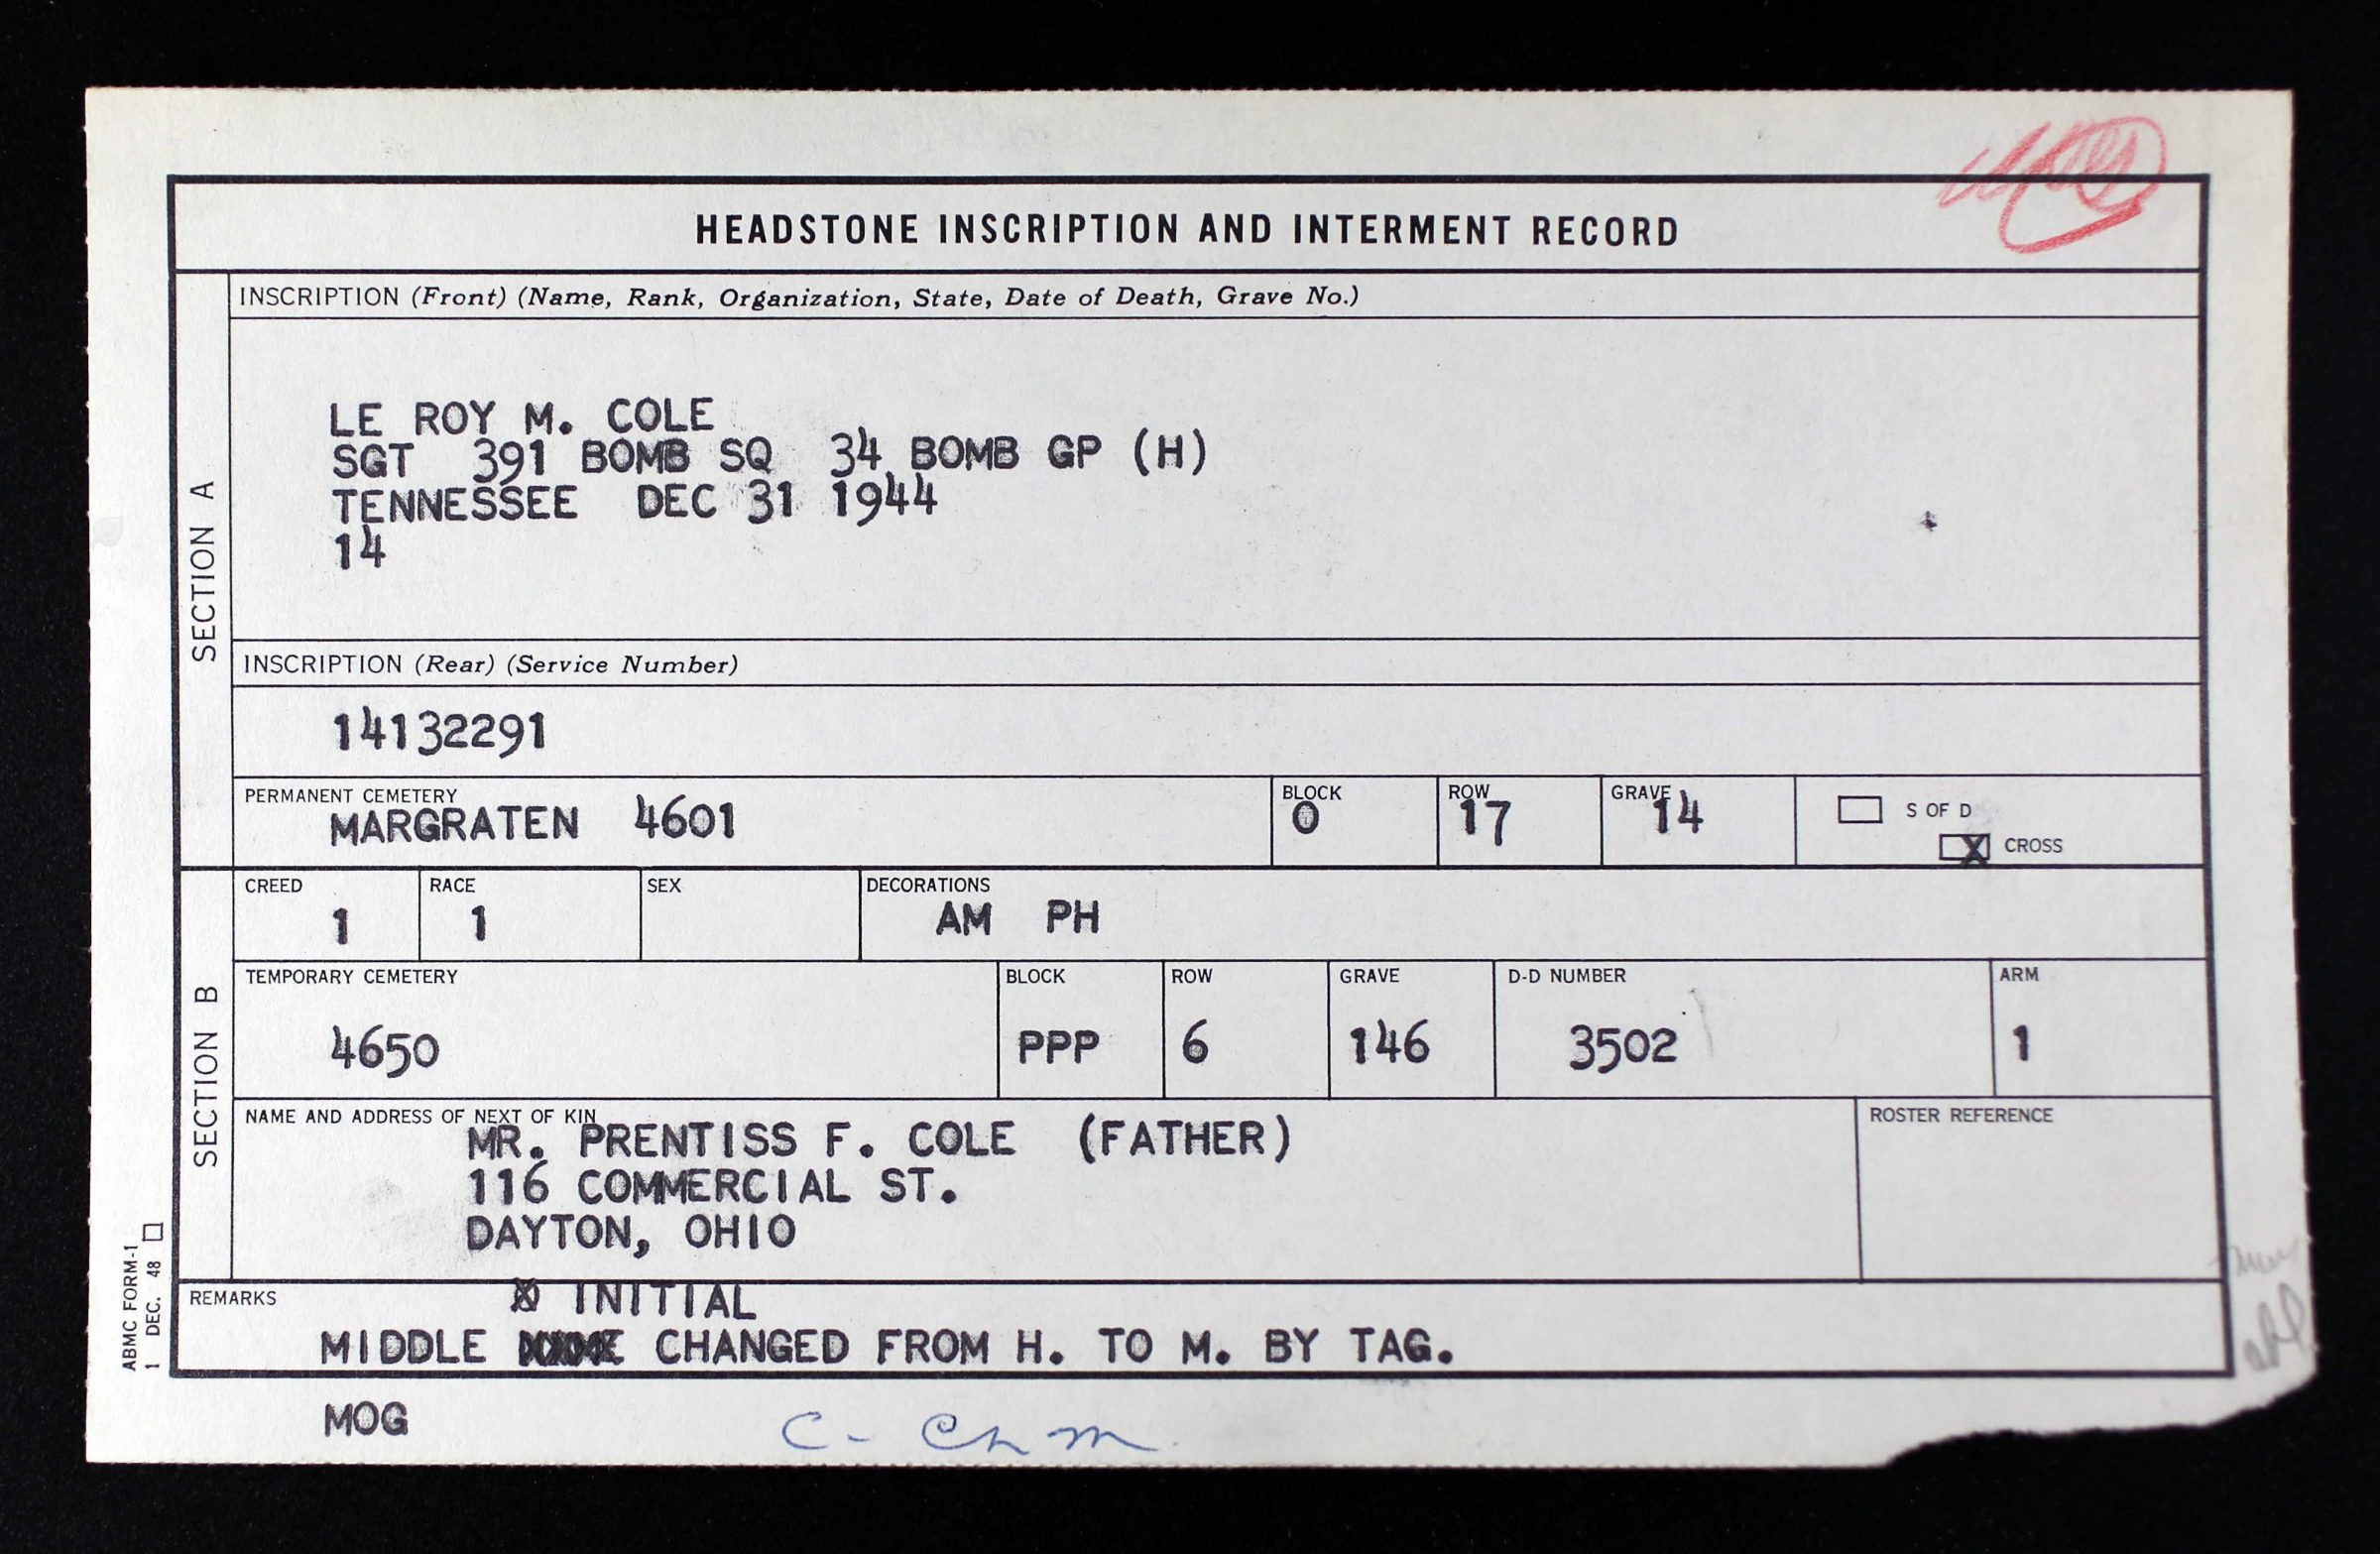 HEADSTONE INSCRIPTION AND INTERMENT RECORD
SECTION A
INSCRIPTION (Front) (Name, Rank, Organization, State, Date of Death, Grave No.)
LE ROY M. COLE
SGT 391 BOMB SQ 34 BOMB GP (H)
TENNESSEE DEC 31 1944
14
INSCRIPTION (Rear) (Service Number)
14132291
PERMANENT CEMETERY BLOCK ROW GRAVE
MARGRATEN 4601 O 17 14
S OF D
X CROSS
SECTION B
CREED RACE SEX DECORATIONS
1 1 AM PH
TEMPORARY CEMETERY BLOCK ROW GRAVE D-D NUMBER ARM
4650 PPP 6 146 3502 1
NAME AND ADDRESS OF NEXT OF KIN ROSTER REFERENCE
MR. PRENTISS F. COLE (FATHER)
116 COMMERCIAL ST.
DAYTON, OHIO
REMARKS
INITIAL
MIDDLE CHANGED FROM H. TO M. BY TAG.
ABMC FORM-1
1 DEC. 48
MOG